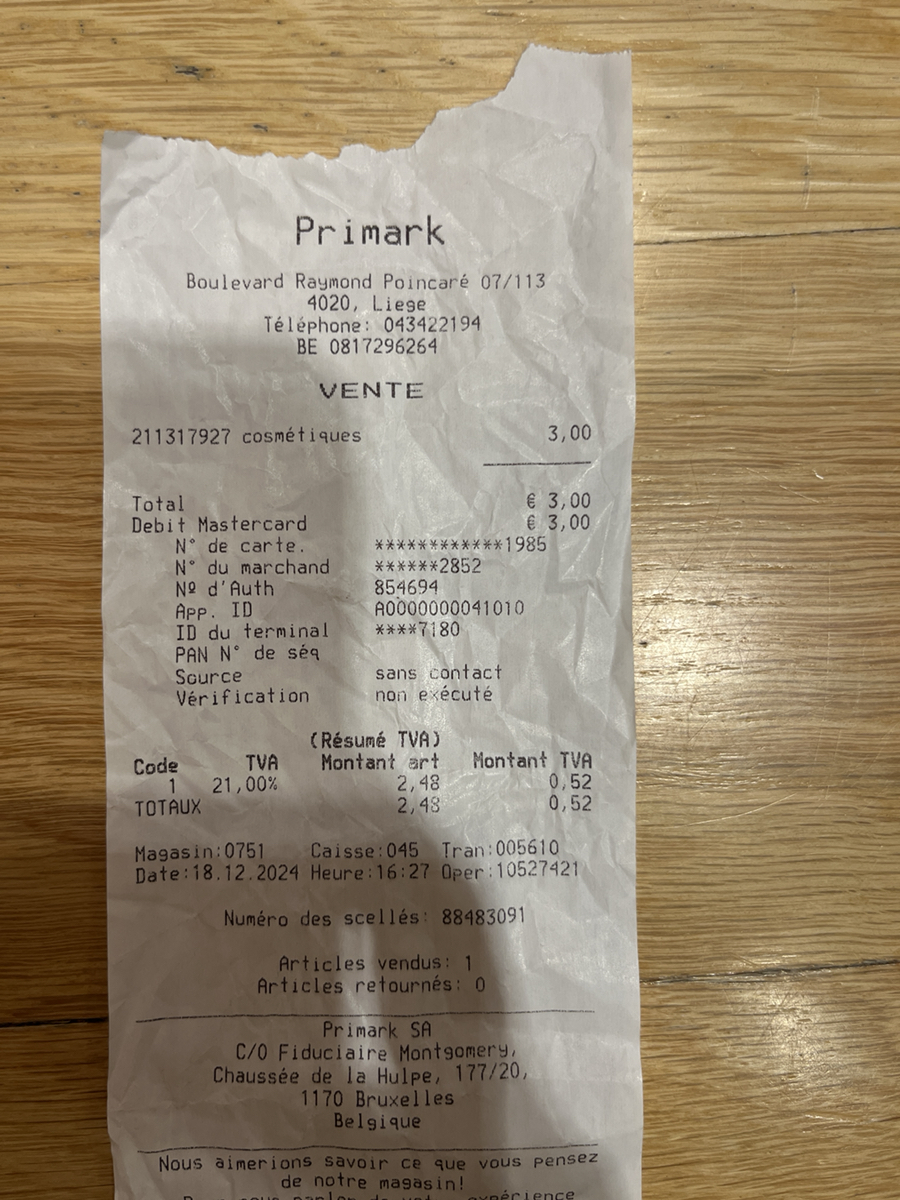 Primark
Boulevard Raymond Poincaré 07/113
4020, Liege
Téléphone: 043422194
BE 0817296264
VENTE
211317927 cosmétiques 3,00
Total € 3,00
Debit Mastercard € 3,00
N° de carte. ************1985
N° du marchand ******2852
Nº d'Auth 854694
App. ID A0000000041010
ID du terminal ****7180
PAN N° de séq
Source sans contact
Vérification non exécuté
(Résumé TVA)
Code TVA Montant art Montant TVA
1 21,00% 2,48 0,52
TOTAUX 2,48 0,52
Magasin:0751 Caisse:045 Tran:005610
Date:18.12.2024 Heure:16:27 Oper:10527421
Numéro des scellés: 88483091
Articles vendus: 1
Articles retournés: 0
Primark SA
C/O Fiduciaire Montgomery,
Chaussée de la Hulpe, 177/20,
1170 Bruxelles
Belgique
Nous aimerions savoir ce que vous pensez
de notre magasin!
expérience